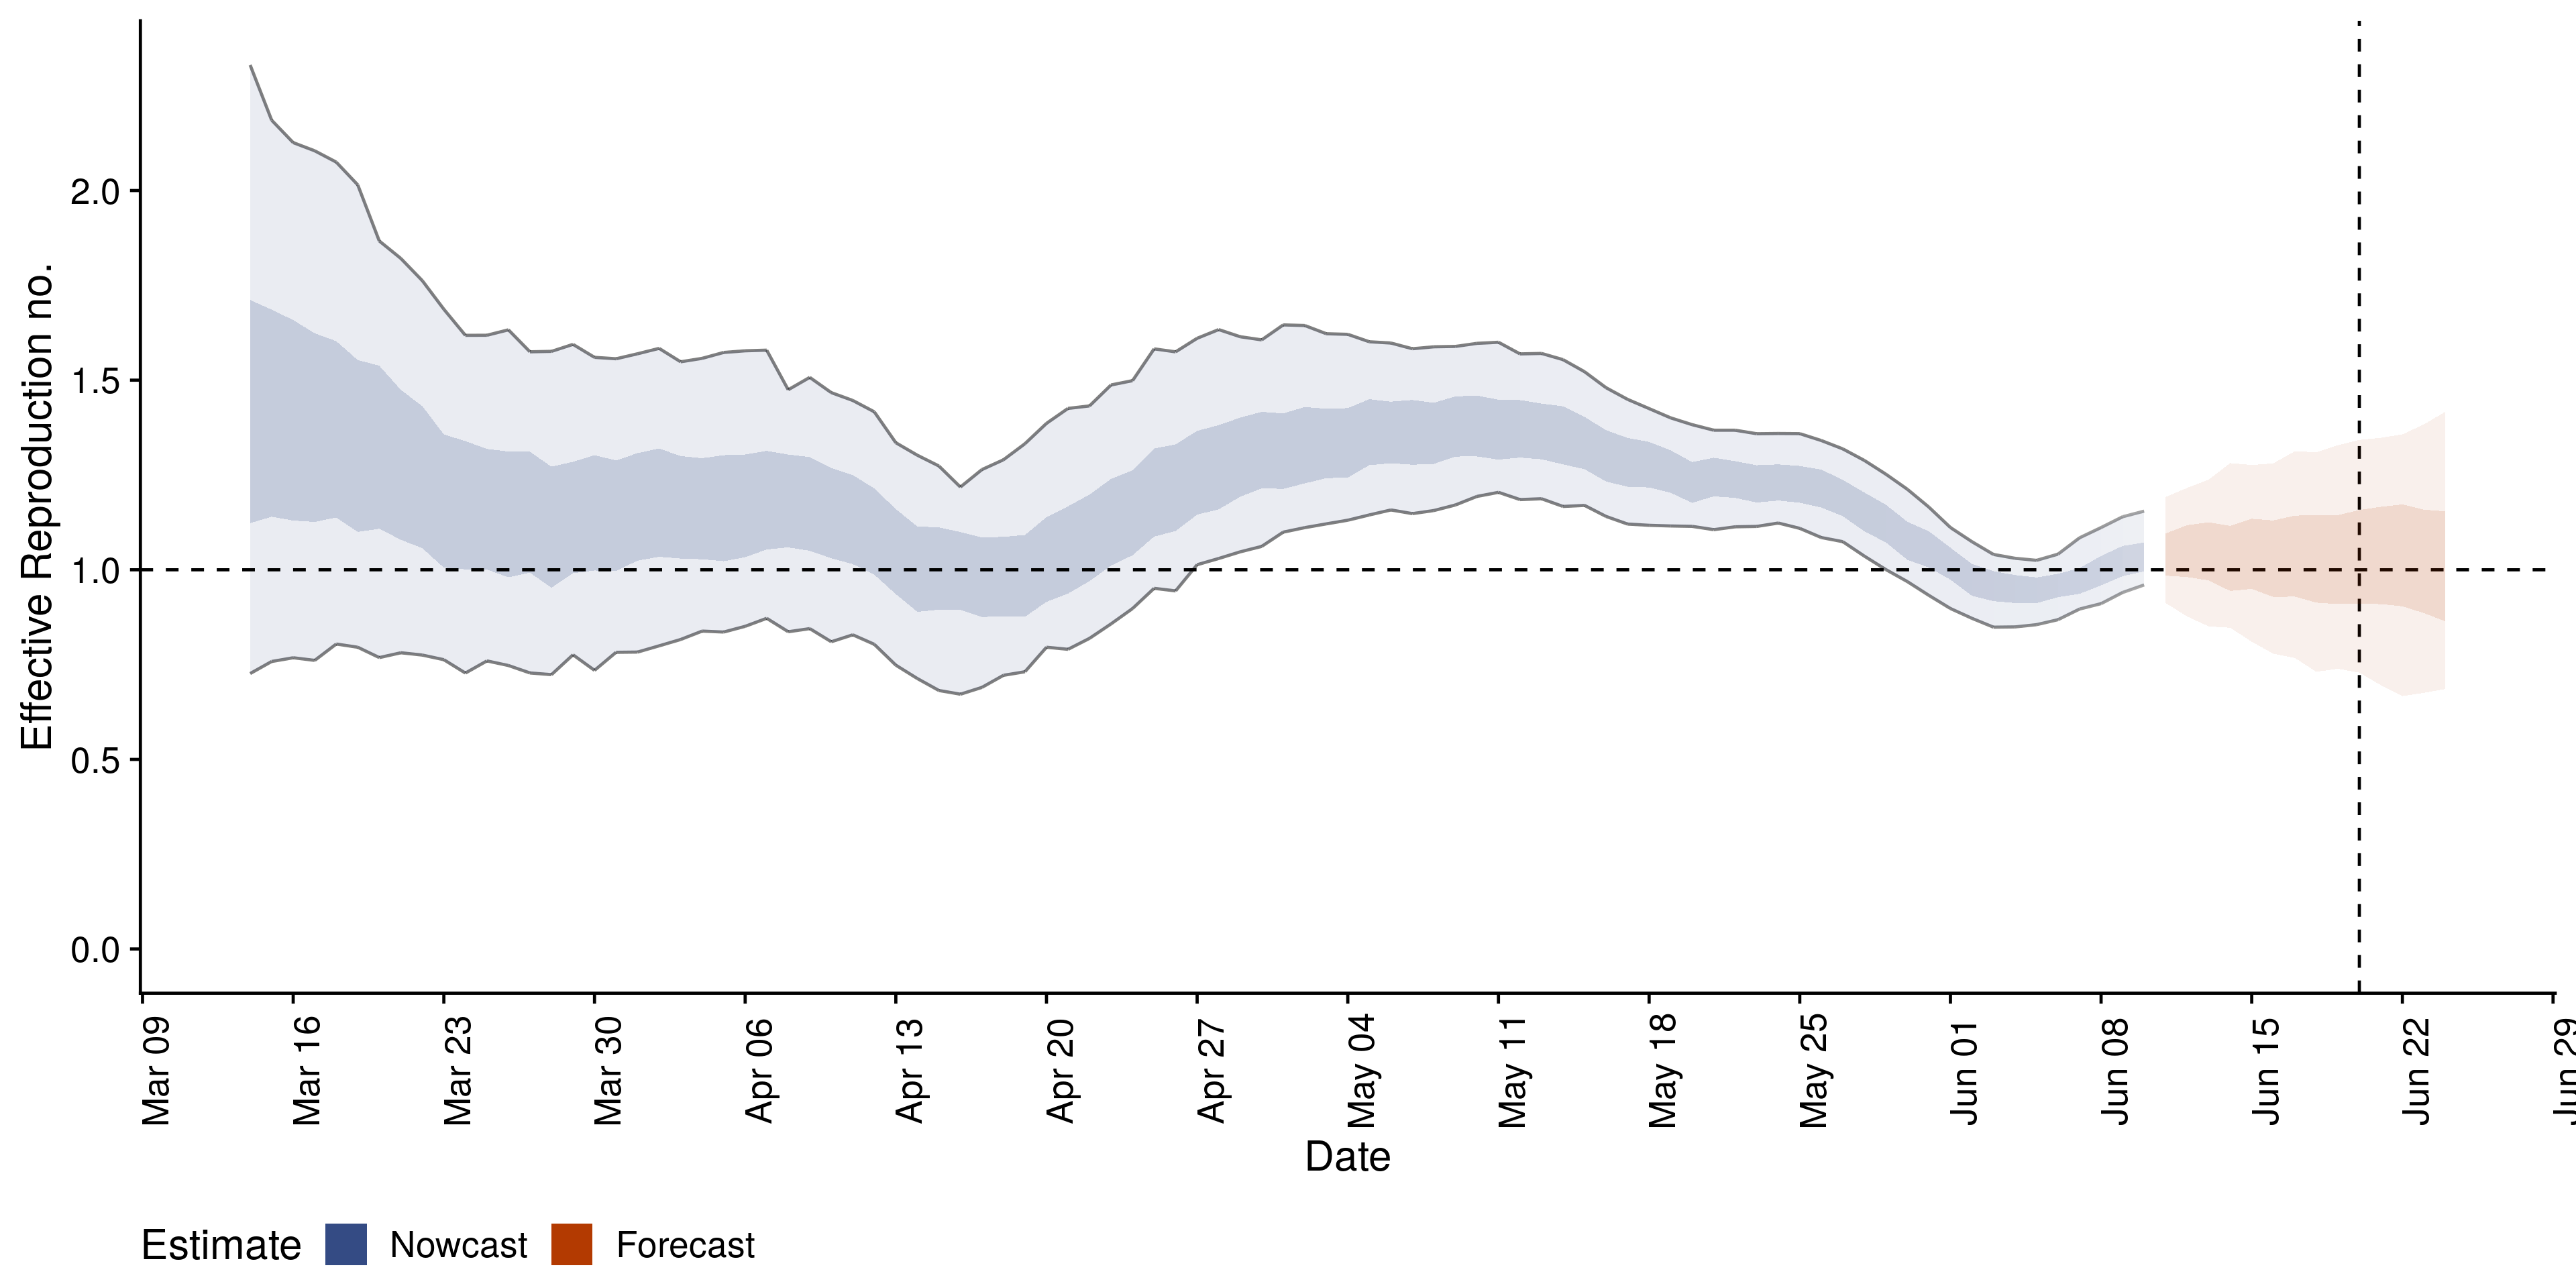 Effective Reproduction no.
2.0
1.5
1.0
0.5
0.0
Mar 09
Mar 16
Mar 23
Mar 30
Apr 06
Apr 13
Apr 20
Apr 27
May 04
May 11
May 18
May 25
Jun 01
Jun 08
Jun 15
Jun 22
Jun 29
Date
Estimate Nowcast Forecast